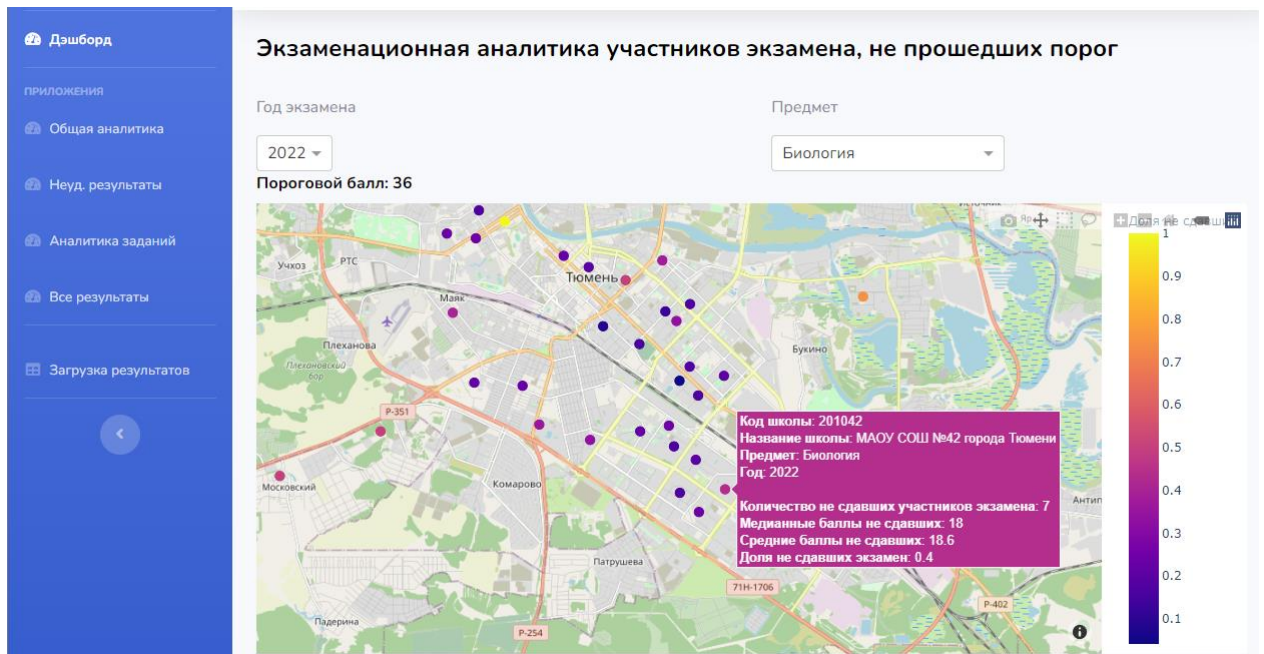 Дэшборд
ПРИЛОЖЕНИЯ
Общая аналитика
Неуд. результаты
Аналитика заданий
Все результаты
Загрузка результатов
Экзаменационная аналитика участников экзамена, не прошедших порог
Год экзамена
Предмет
2022
Биология
Пороговой балл: 36
Учхоз
РТС
Тюмень
Маяк
Плеханова
Плехановский
бор
Букино
Р-351
Московский
Комарово
Патрушева
Антип
71Н-1706
Р-402
Падерина
Р-254
Код школы: 201042
Название школы: МАОУ СОШ №42 города Тюмени
Предмет: Биология
Год: 2022
Количество не сдавших участников экзамена: 7
Медианные баллы не сдавших: 18
Средние баллы не сдавших: 18.6
Доля не сдавших экзамен: 0.4
Доля не
1
0.9
0.8
0.7
0.6
0.5
0.4
0.3
0.2
0.1